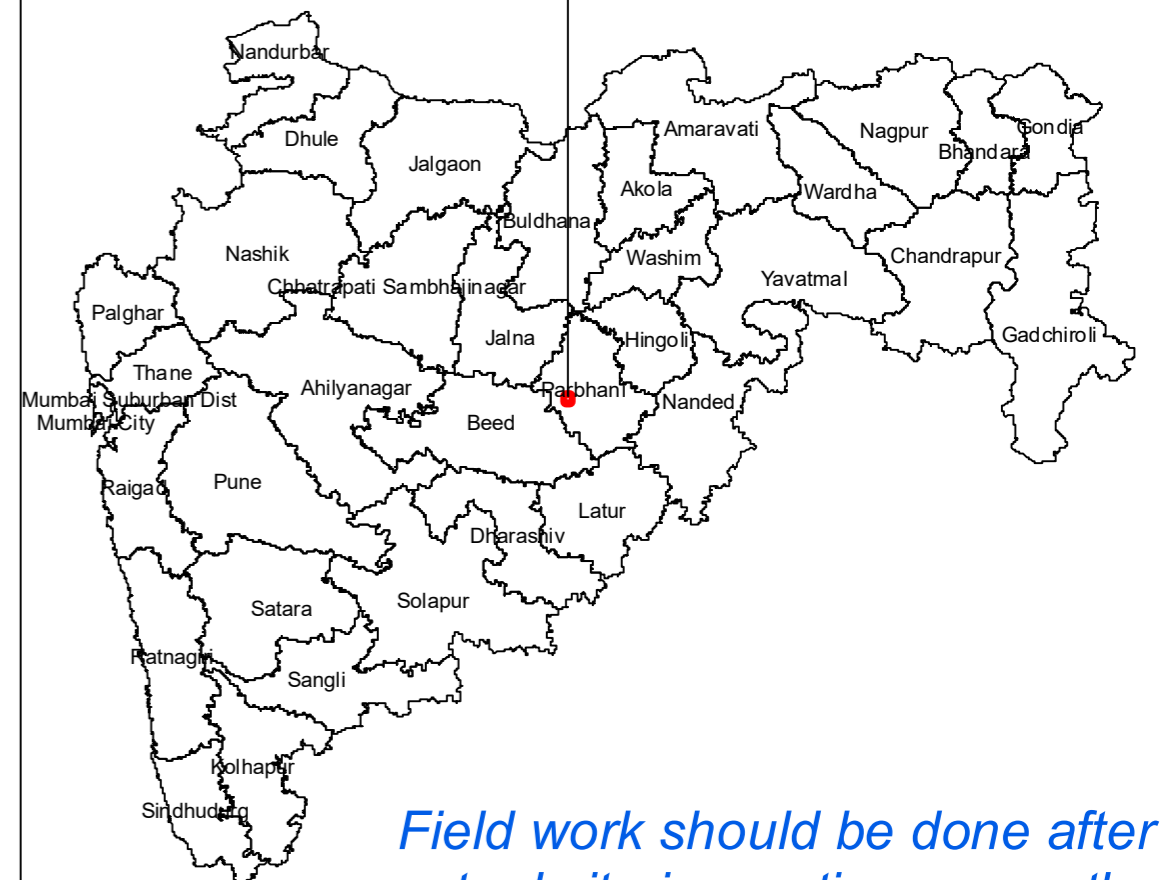 Nandurbar
Dhule
Jalgaon
Amaravati
Nagpur
Gondia
Bhandara
Akola
Wardha
Buldhana
Nashik
Washim
Chandrapur
Yavatmal
Chhatrapati Sambhajinagar
Palghar
Jalna
Hingoli
Gadchiroli
Thane
Ahilyanagar
Parbhani
Nanded
Mumbai Suburban Dist
Mumbai City
Beed
Raigad
Pune
Latur
Dharashiv
Satara
Solapur
Ratnagiri
Sangli
Kolhapur
Sindhudurg
Field work should be done after